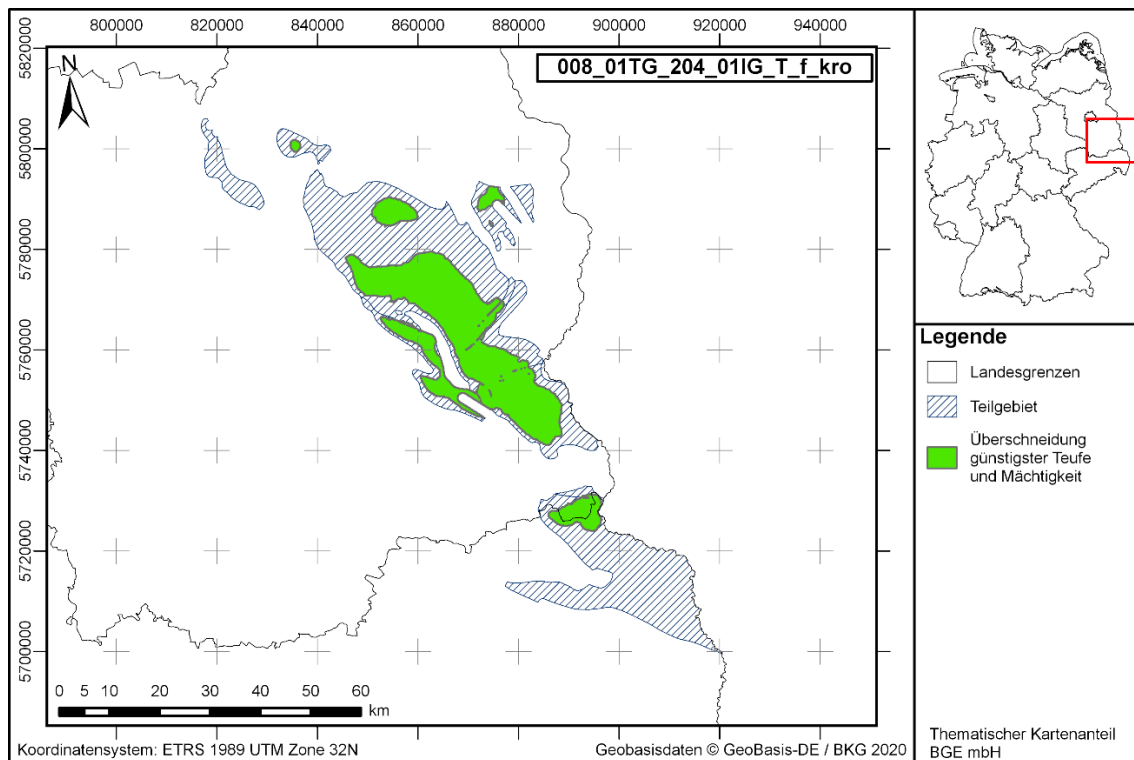 800000 820000 840000 860000 880000 900000 920000 940000
5820000
5800000
5780000
5760000
5740000
5720000
5700000
N
008_01TG_204_01IG_T_f_kro
0 5 10 20 30 40 50 60
km
Koordinatensystem: ETRS 1989 UTM Zone 32N
Geobasisdaten © GeoBasis-DE / BKG 2020
Legende
Landesgrenzen
Teilgebiet
Überschneidung
günstigster Teufe
und Mächtigkeit
Thematischer Kartenanteil
BGE mbH